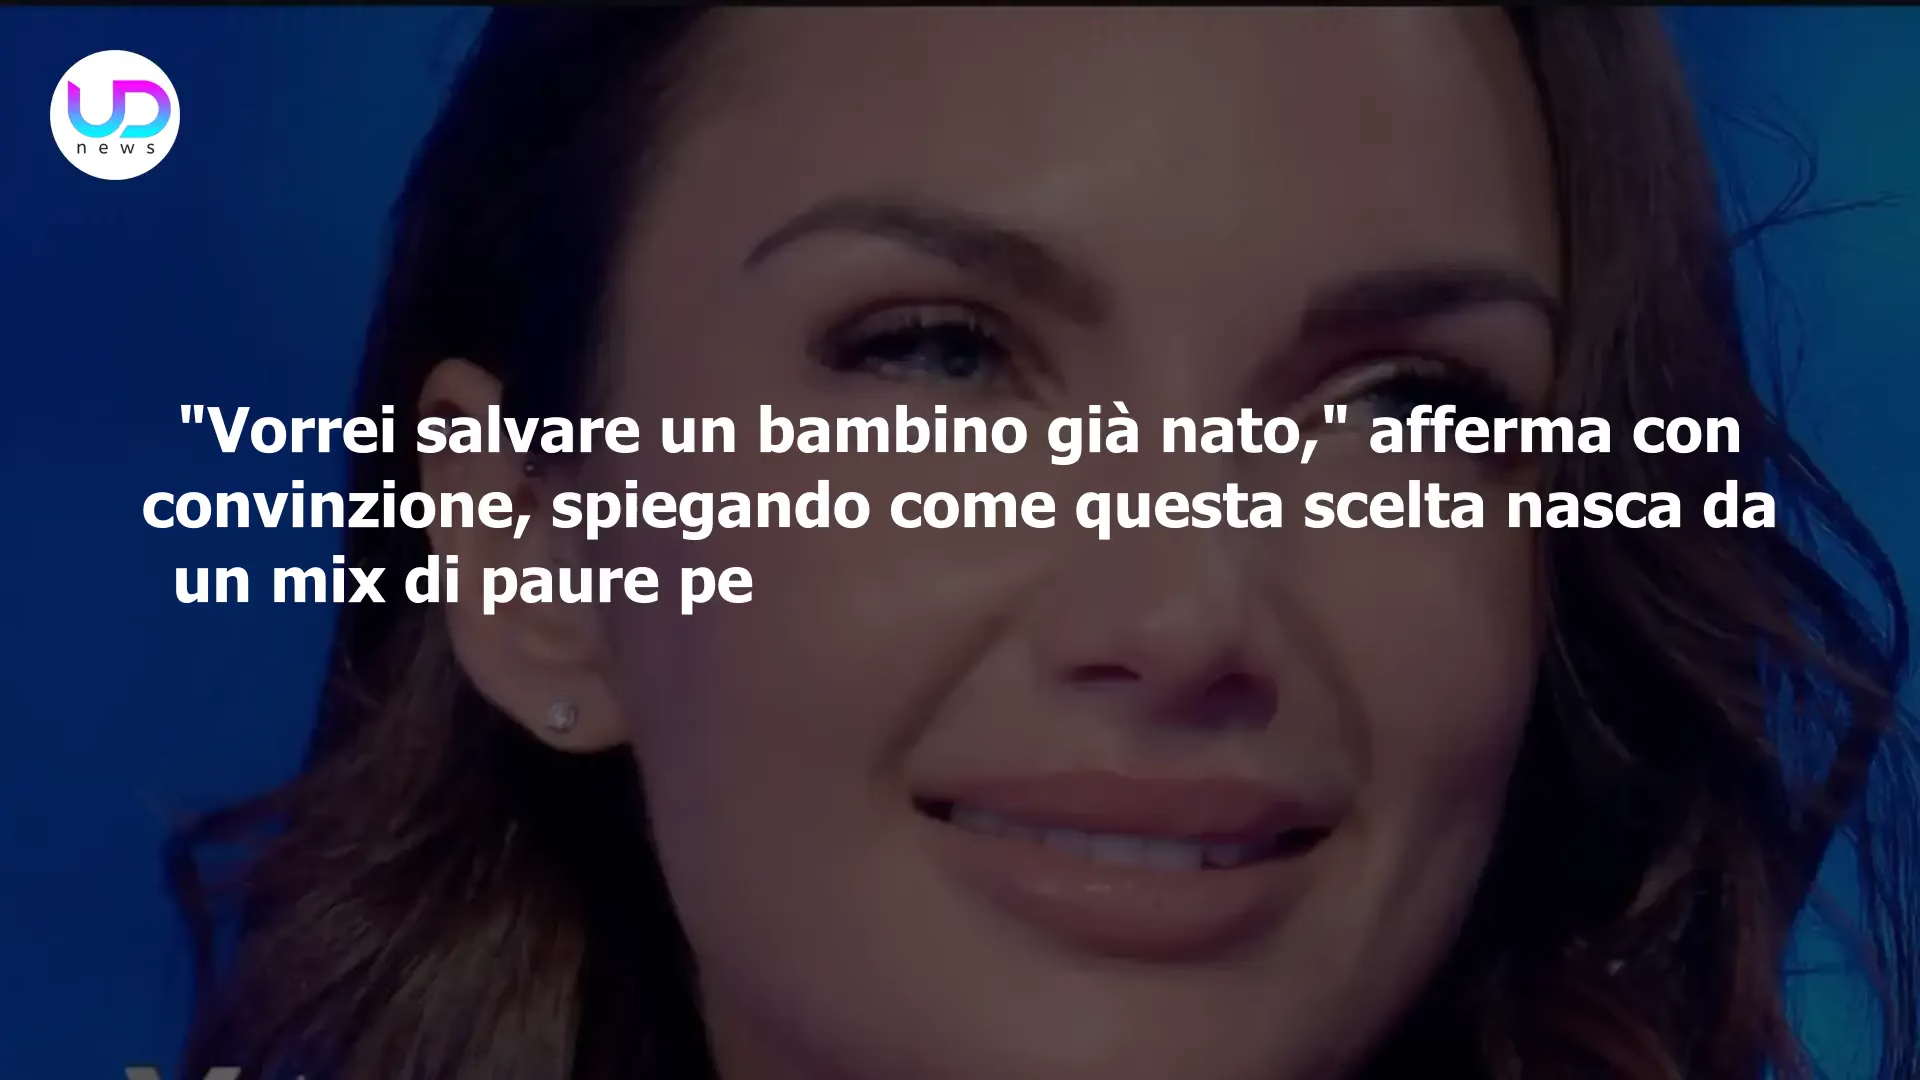 UD
news
"Vorrei salvare un bambino già nato," afferma con
convinzione, spiegando come questa scelta nasca da
un mix di paure pe